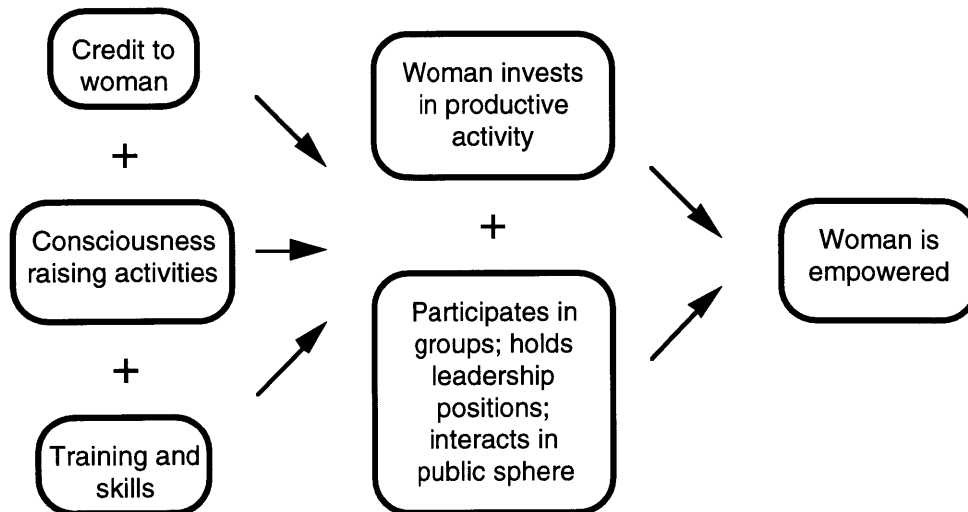 Credit to
woman
+
Consciousness
raising activities
+
Training and
skills
Woman invests
in productive
activity
+
Participates in
groups; holds
leadership
positions;
interacts in
public sphere
Woman is
empowered